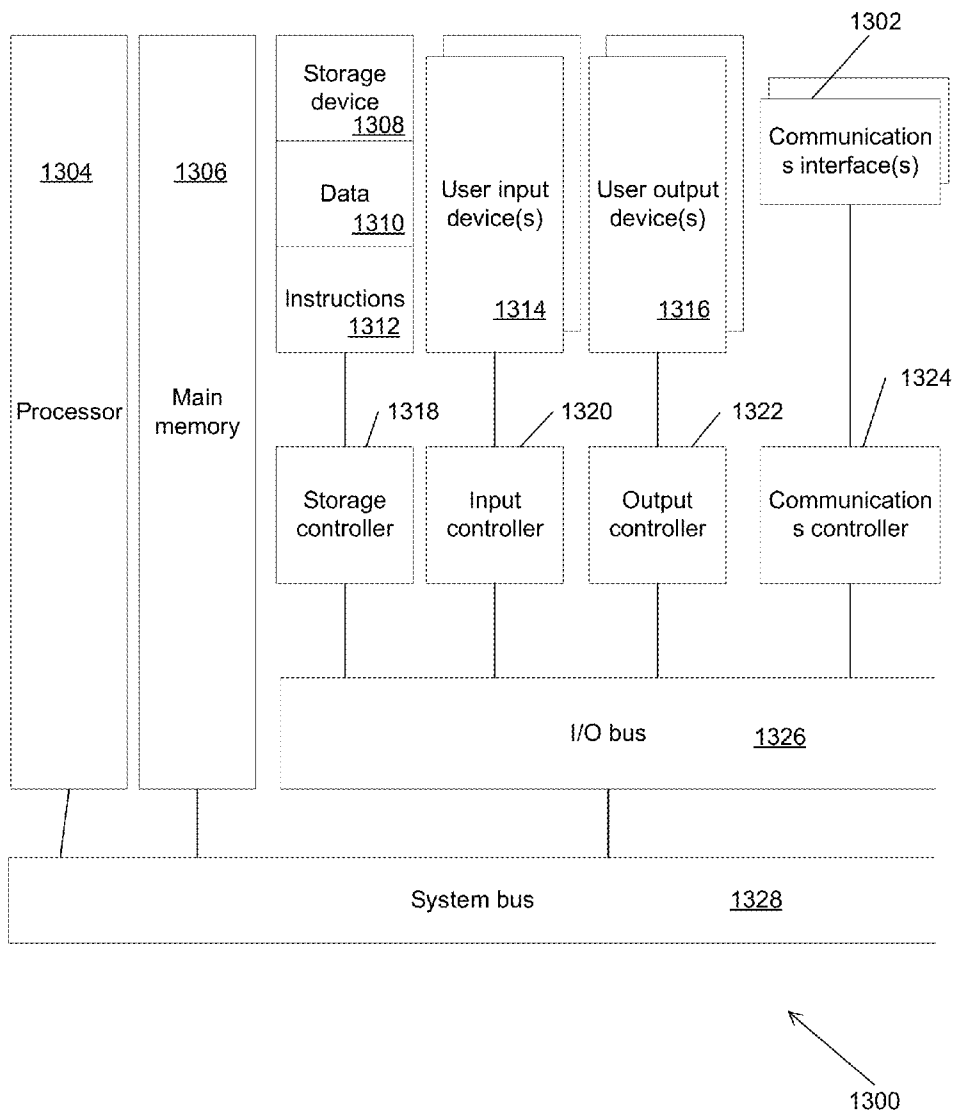 1302
Storage
device
1308
Communication
s interface(s)
1304
1306
Data
1310
User input
device(s)
User output
device(s)
Instructions
1312
1314
1316
Processor
Main
memory
1318
1320
1322
1324
Storage
controller
Input
controller
Output
controller
Communication
s controller
I/O bus
1326
System bus
1328
1300